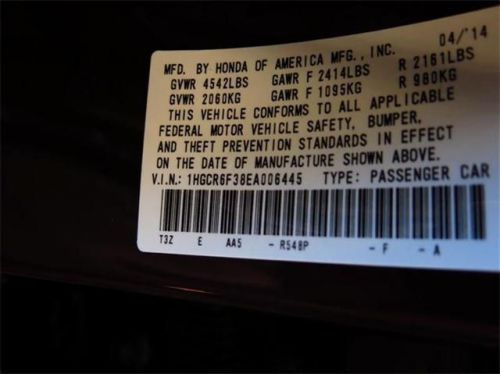 MFD. BY HONDA OF AMERICA MFG., INC. 04/'14
GVWR 4542LBS GAWR F 2414LBS R 2161LBS
GVWR 2060KG GAWR F 1095KG R 980KG
THIS VEHICLE CONFORMS TO ALL APPLICABLE
FEDERAL MOTOR VEHICLE SAFETY, BUMPER,
AND THEFT PREVENTION STANDARDS IN EFFECT
ON THE DATE OF MANUFACTURE SHOWN ABOVE.
V.I.N.: 1HGCR6F38EA006445 TYPE: PASSENGER CAR
T3Z E AA5 - R548P - F - A